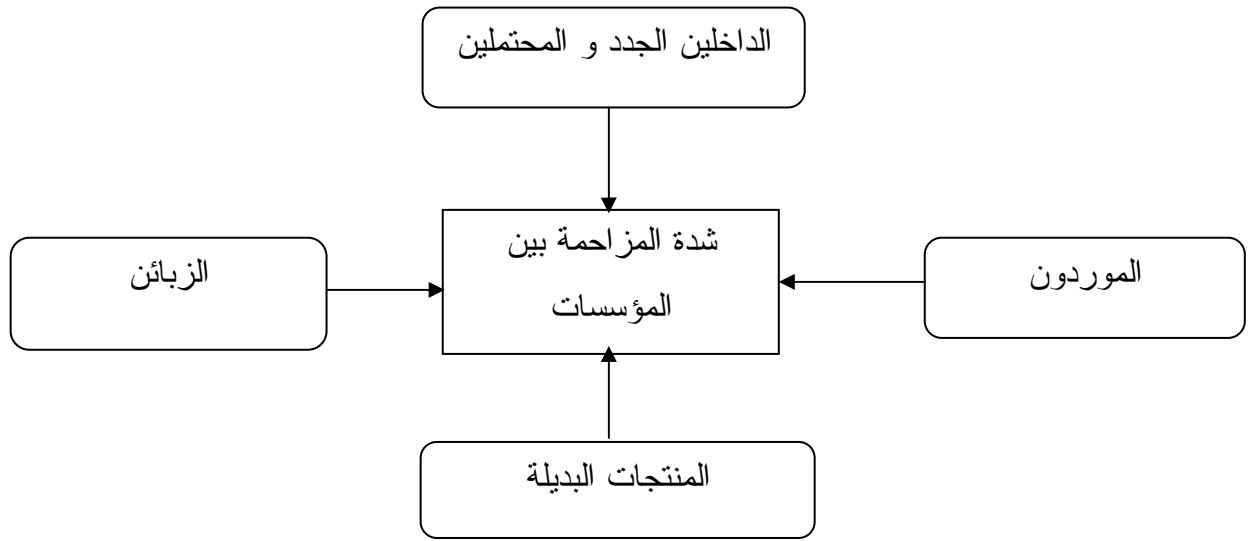 الداخلين الجدد و المحتملين
شدة المزاحمة بين
المؤسسات
الموردون
الزبائن
المنتجات البديلة